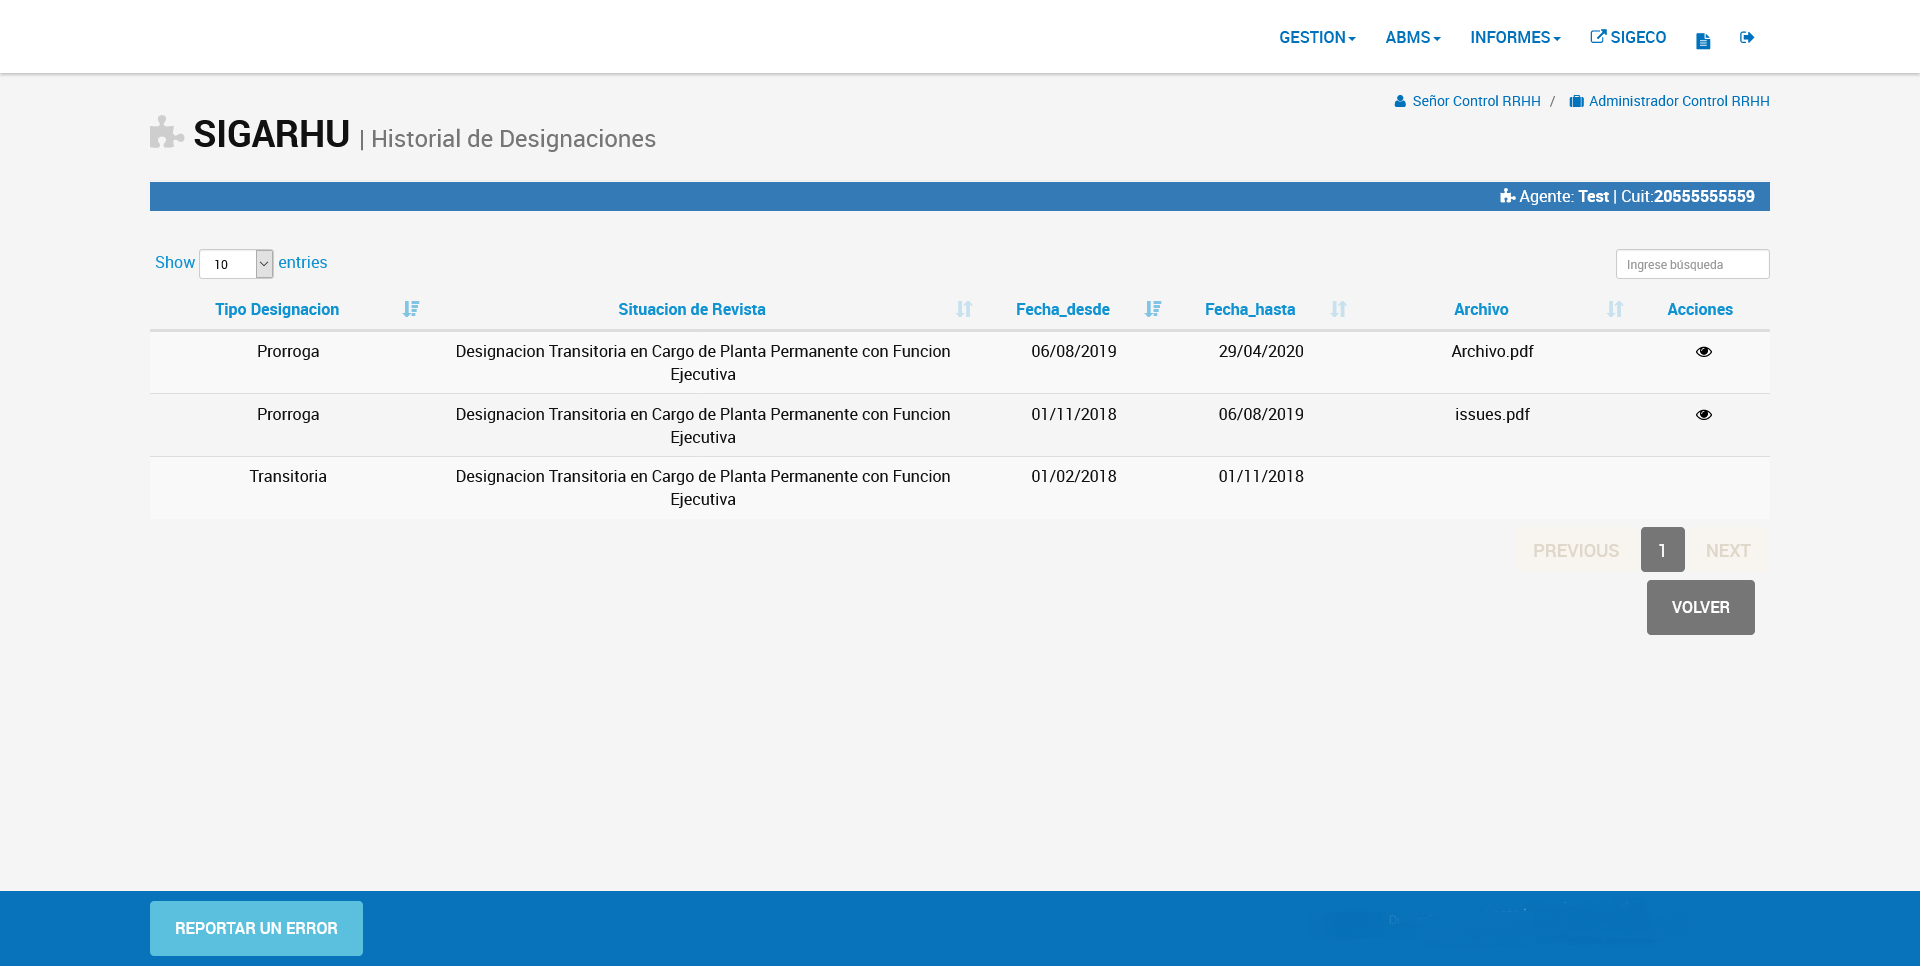 GESTION ABMS INFORMES SIGECO
Señor Control RRHH / Administrador Control RRHH
SIGARHU | Historial de Designaciones
Agente: Test | Cuit:20555555559
Show 10 entries Ingrese búsqueda
Tipo Designacion Situacion de Revista Fecha_desde Fecha_hasta Archivo Acciones
Prorroga Designacion Transitoria en Cargo de Planta Permanente con Funcion 06/08/2019 29/04/2020 Archivo.pdf
Ejecutiva
Prorroga Designacion Transitoria en Cargo de Planta Permanente con Funcion 01/11/2018 06/08/2019 issues.pdf
Ejecutiva
Transitoria Designacion Transitoria en Cargo de Planta Permanente con Funcion 01/02/2018 01/11/2018
Ejecutiva
PREVIOUS 1 NEXT
VOLVER
REPORTAR UN ERROR